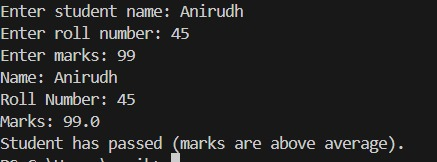 Enter student name: Anirudh
Enter roll number: 45
Enter marks: 99
Name: Anirudh
Roll Number: 45
Marks: 99.0
Student has passed (marks are above average).